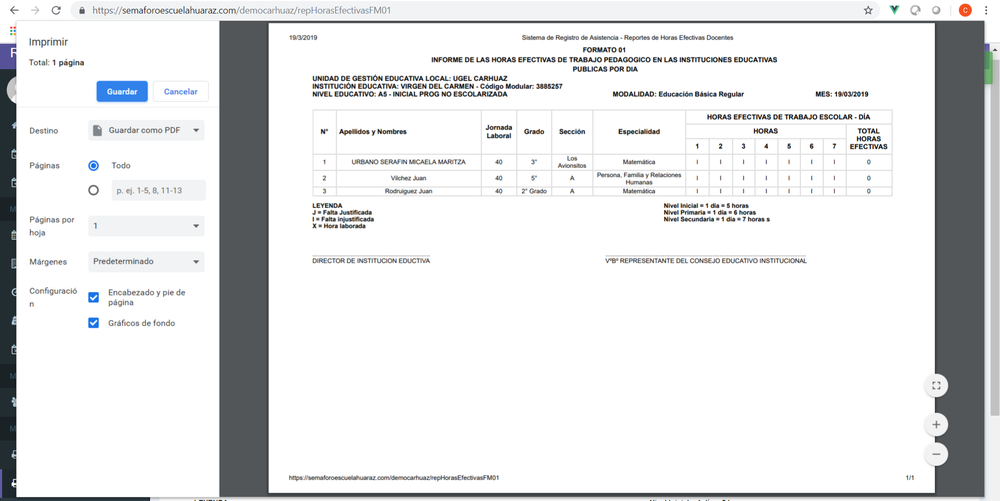 https://semaforoescuelahuaraz.com/democarhuaz/repHorasEfectivasFM01
C
Imprimir
Total: 1 página
Guardar
Cancelar
Destino
Guardar como PDF
Páginas
Todo
p. ej. 1-5, 8, 11-13
Páginas por
hoja
1
Márgenes
Predeterminado
Configuració
n
Encabezado y pie de
página
Gráficos de fondo
19/3/2019
Sistema de Registro de Asistencia - Reportes de Horas Efectivas Docentes
FORMATO 01
INFORME DE LAS HORAS EFECTIVAS DE TRABAJO PEDAGOGICO EN LAS INSTITUCIONES EDUCATIVAS
PUBLICAS POR DIA
UNIDAD DE GESTIÓN EDUCATIVA LOCAL: UGEL CARHUAZ
INSTITUCIÓN EDUCATIVA: VIRGEN DEL CARMEN - Código Modular: 3885257
NIVEL EDUCATIVO: A5 - INICIAL PROG NO ESCOLARIZADA MODALIDAD: Educación Básica Regular MES: 19/03/2019
N° Apellidos y Nombres Jornada Laboral Grado Sección Especialidad HORAS EFECTIVAS DE TRABAJO ESCOLAR - DÍA
HORAS TOTAL HORAS EFECTIVAS
1 2 3 4 5 6 7
1 URBANO SERAFIN MICAELA MARITZA 40 3° Los Avionsitos Matemática I I I I I I I 0
2 Vilchez Juan 40 5° A Persona, Familia y Relaciones Humanas I I I I I I I 0
3 Rodruiguez Juan 40 2° Grado A Matemática I I I I I I I 0
LEYENDA
J = Falta Justificada
I = Falta injustificada
X = Hora laborada
Nivel Inicial = 1 día = 5 horas
Nivel Primaria = 1 día = 6 horas
Nivel Secundaria = 1 día = 7 horas s
DIRECTOR DE INSTITUCION EDUCTIVA
VºBº REPRESENTANTE DEL CONSEJO EDUCATIVO INSTITUCIONAL
https://semaforoescuelahuaraz.com/democarhuaz/repHorasEfectivasFM01
1/1